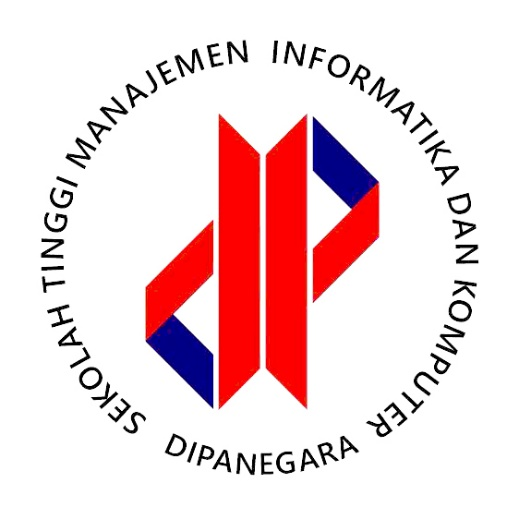 SEKOLAH TINGGI MANAJEMEN INFORMATIKA DAN KOMPUTER
DIPANEGARA